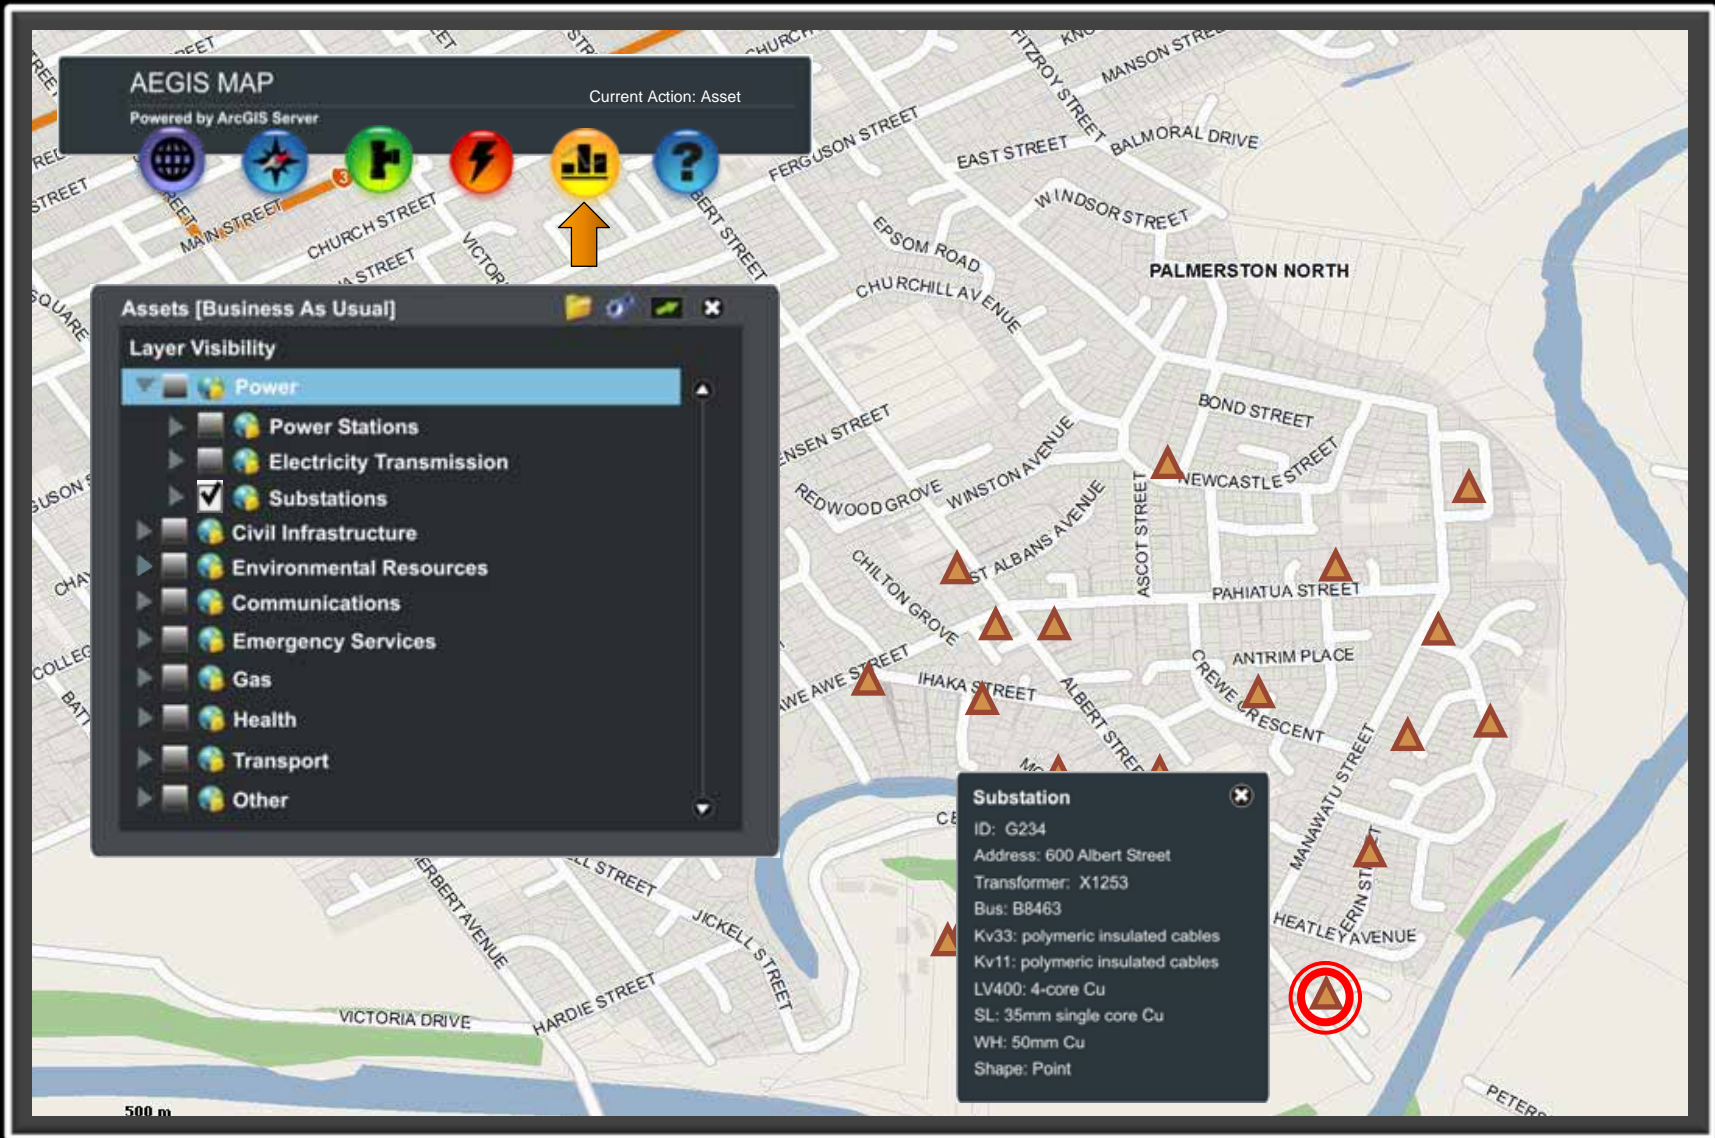 AEGIS MAP
Current Action: Asset
Powered by ArcGIS Server
3
STREET
MAIN STREET
CHURCH STREET
FERGUSON STREET
FITZROY STREET
EAST STREET
BALMORAL DRIVE
WINDSOR STREET
EPSOM ROAD
CHURCHILL AVENUE
PALMERSTON NORTH
SQUARE
Assets [Business As Usual]
Layer Visibility
Power
Power Stations
Electricity Transmission
Substations
Civil Infrastructure
Environmental Resources
Communications
Emergency Services
Gas
Health
Transport
Other
BOND STREET
NEWCASTLE STREET
WINSTON AVENUE
REDWOOD GROVE
ST ALBANS AVENUE
ASCOT STREET
CHILTON GROVE
PAHIATUA STREET
ANTRIM PLACE
AWE AWE STREET
IHAKA STREET
ALBERT STREE
CREWE CRESCENT
MANAWATU STREET
HEATLEY AVENUE
Substation
ID: G234
Address: 600 Albert Street
Transformer: X1253
Bus: B8463
Kv33: polymeric insulated cables
Kv11: polymeric insulated cables
LV400: 4-core Cu
SL: 35mm single core Cu
WH: 50mm Cu
Shape: Point
ERBERT AVENUE
JICKELL STREET
HARDIE STREET
VICTORIA DRIVE
500 m